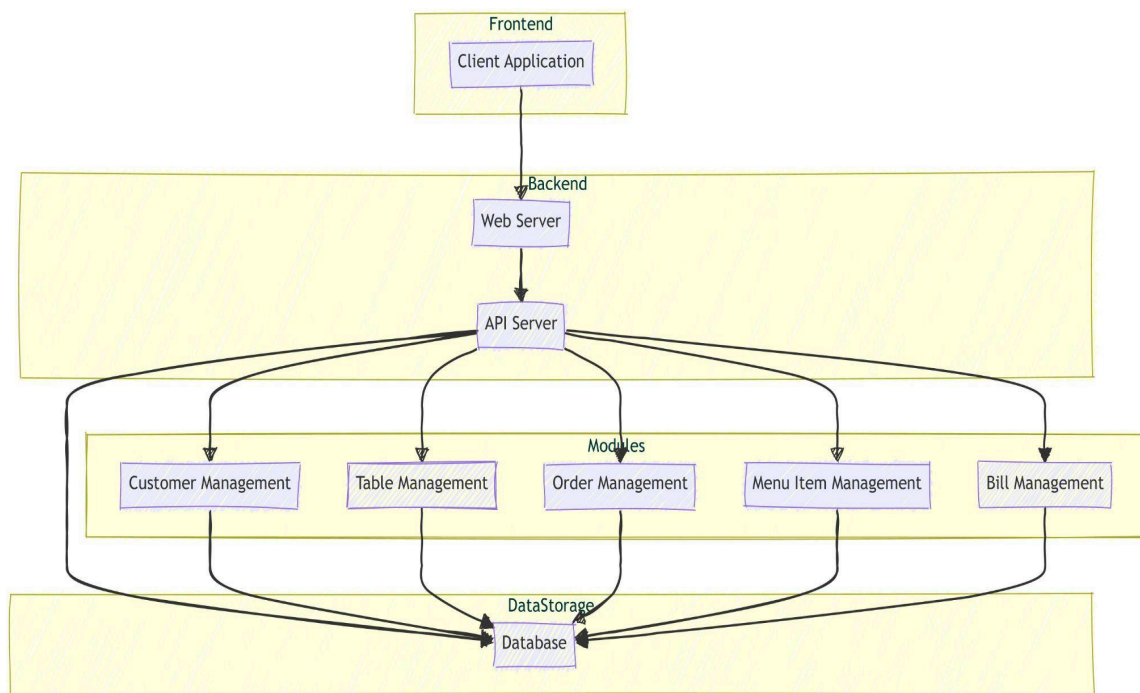 Frontend
Client Application
Backend
Web Server
API Server
Modules
Customer Management
Table Management
Order Management
Menu Item Management
Bill Management
DataStorage
Database